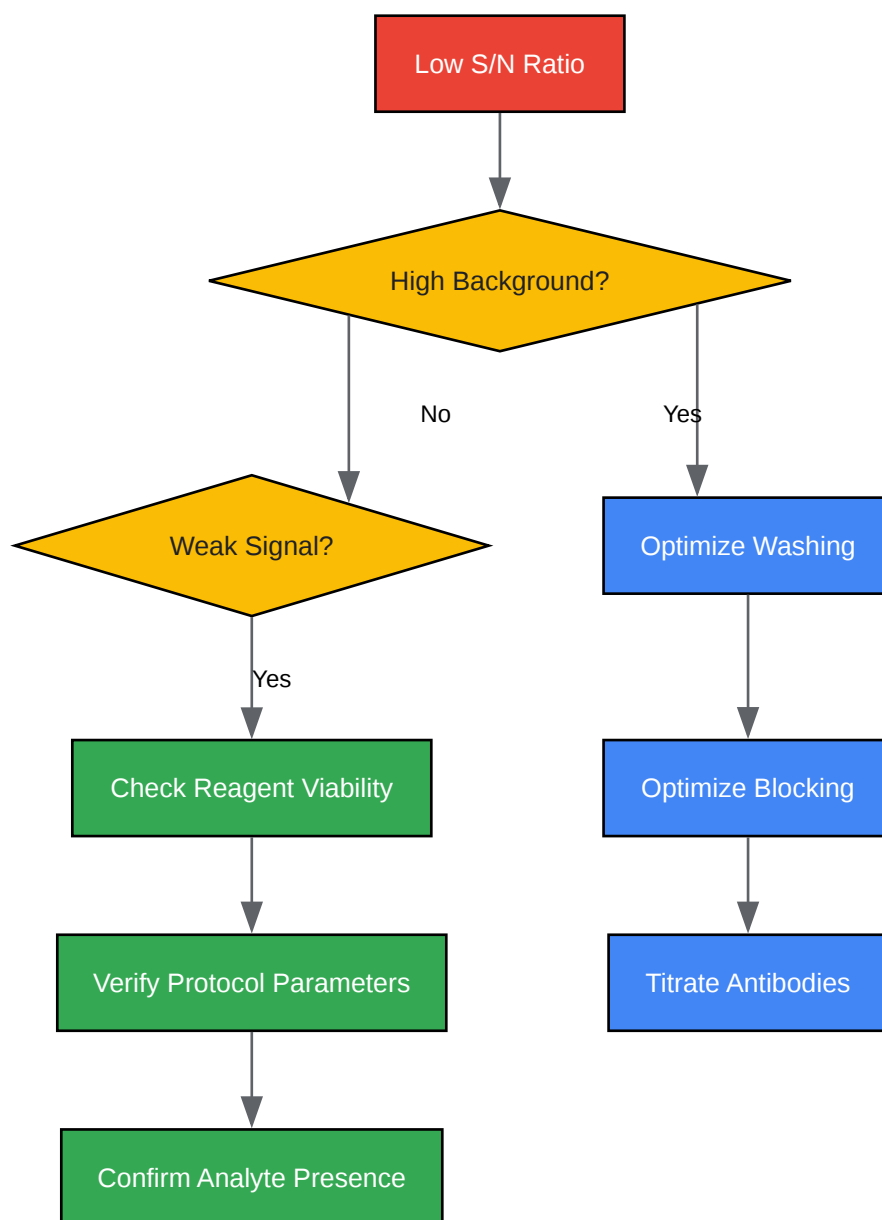 Low S/N Ratio
High Background?
No
Yes
Weak Signal?
Optimize Washing
Yes
Check Reagent Viability
Optimize Blocking
Verify Protocol Parameters
Titrate Antibodies
Confirm Analyte Presence